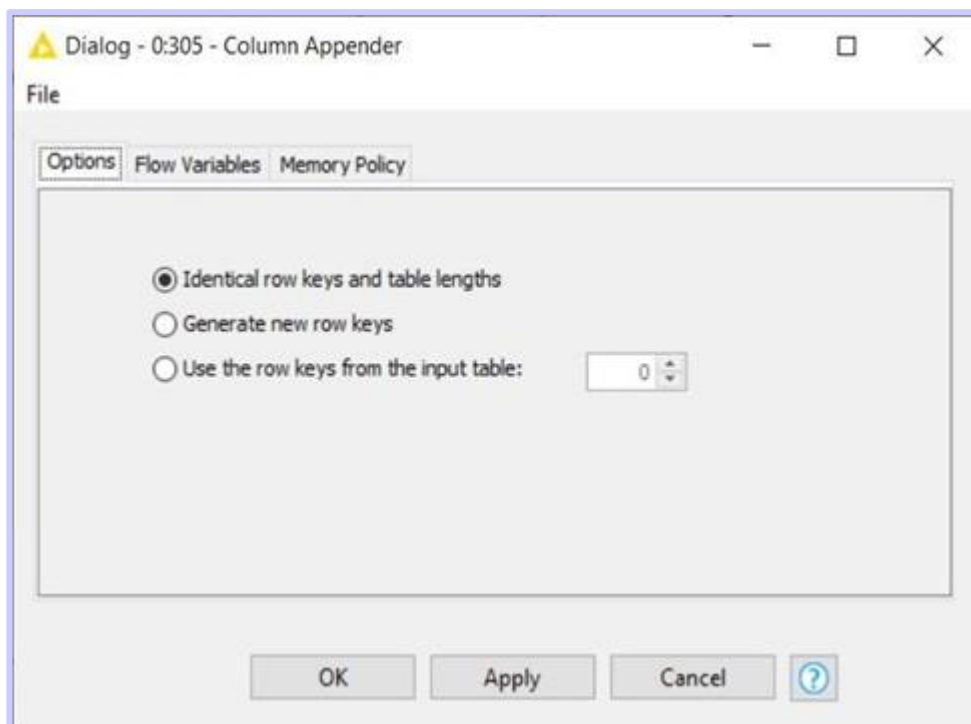 Dialog - 0:305 - Column Appender
File
Options Flow Variables Memory Policy
Identical row keys and table lengths
Generate new row keys
Use the row keys from the input table: 0
OK Apply Cancel ?